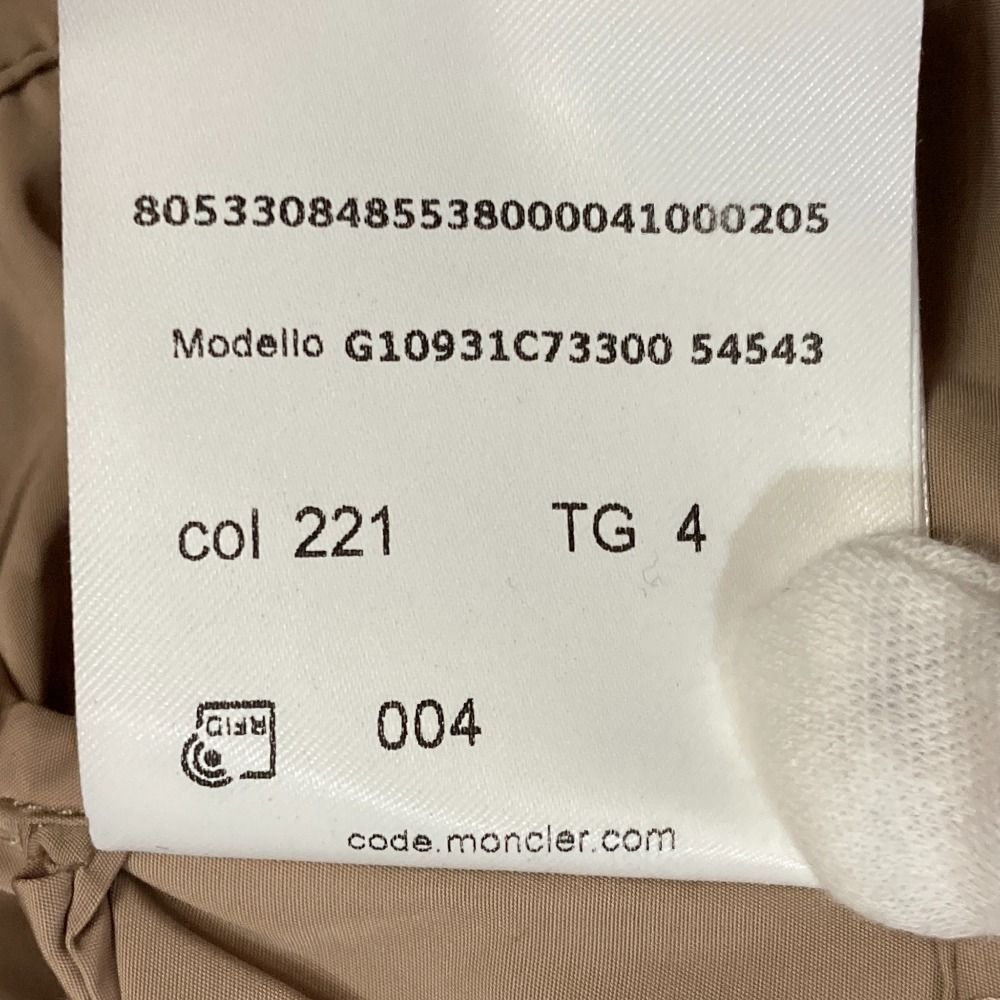 8053308485538000041000205
Modello G10931C73300 54543
col 221 TG 4
RFID 004
code.moncler.com